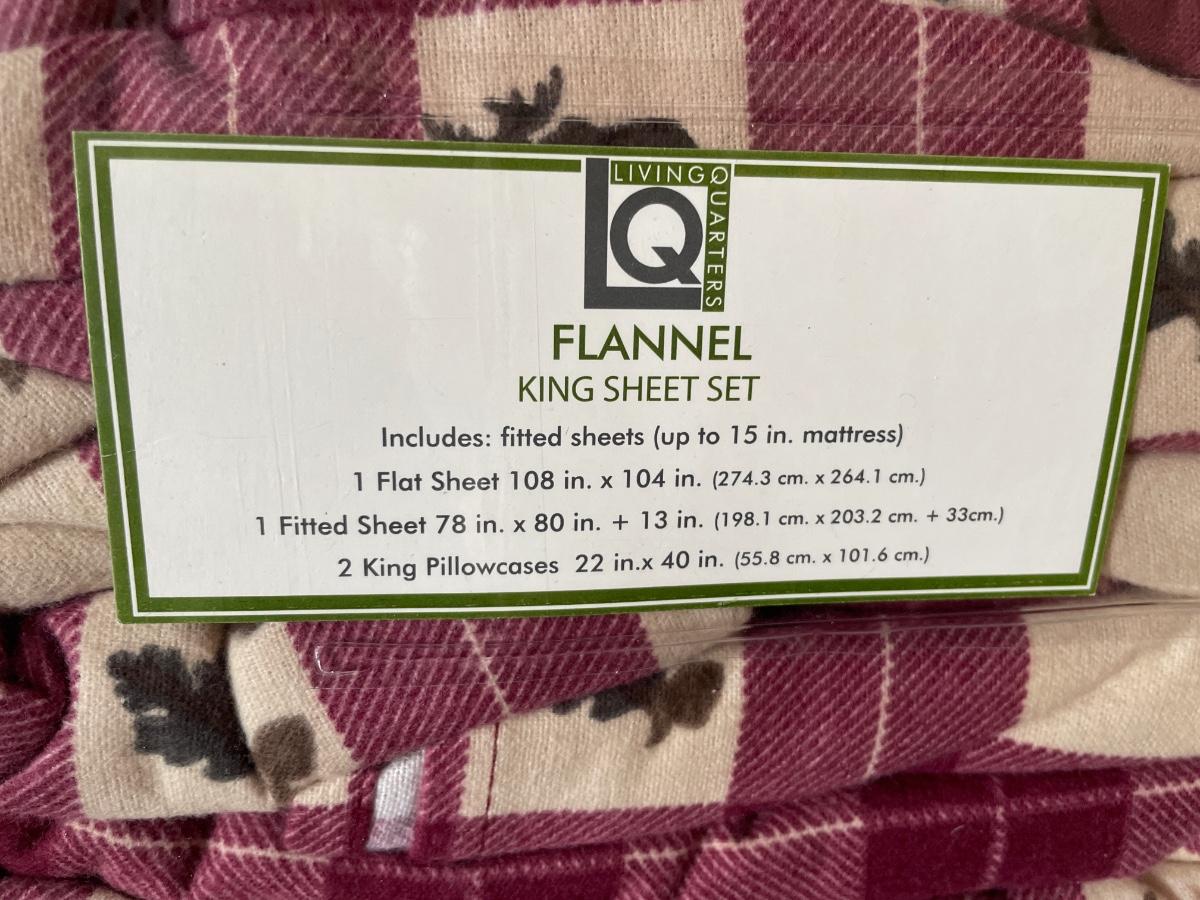 LIVING QUARTERS
LQ
FLANNEL
KING SHEET SET
Includes: fitted sheets (up to 15 in. mattress)
1 Flat Sheet 108 in. x 104 in. (274.3 cm. x 264.1 cm.)
1 Fitted Sheet 78 in. x 80 in. + 13 in. (198.1 cm. x 203.2 cm. + 33cm.)
2 King Pillowcases 22 in.x 40 in. (55.8 cm. x 101.6 cm.)